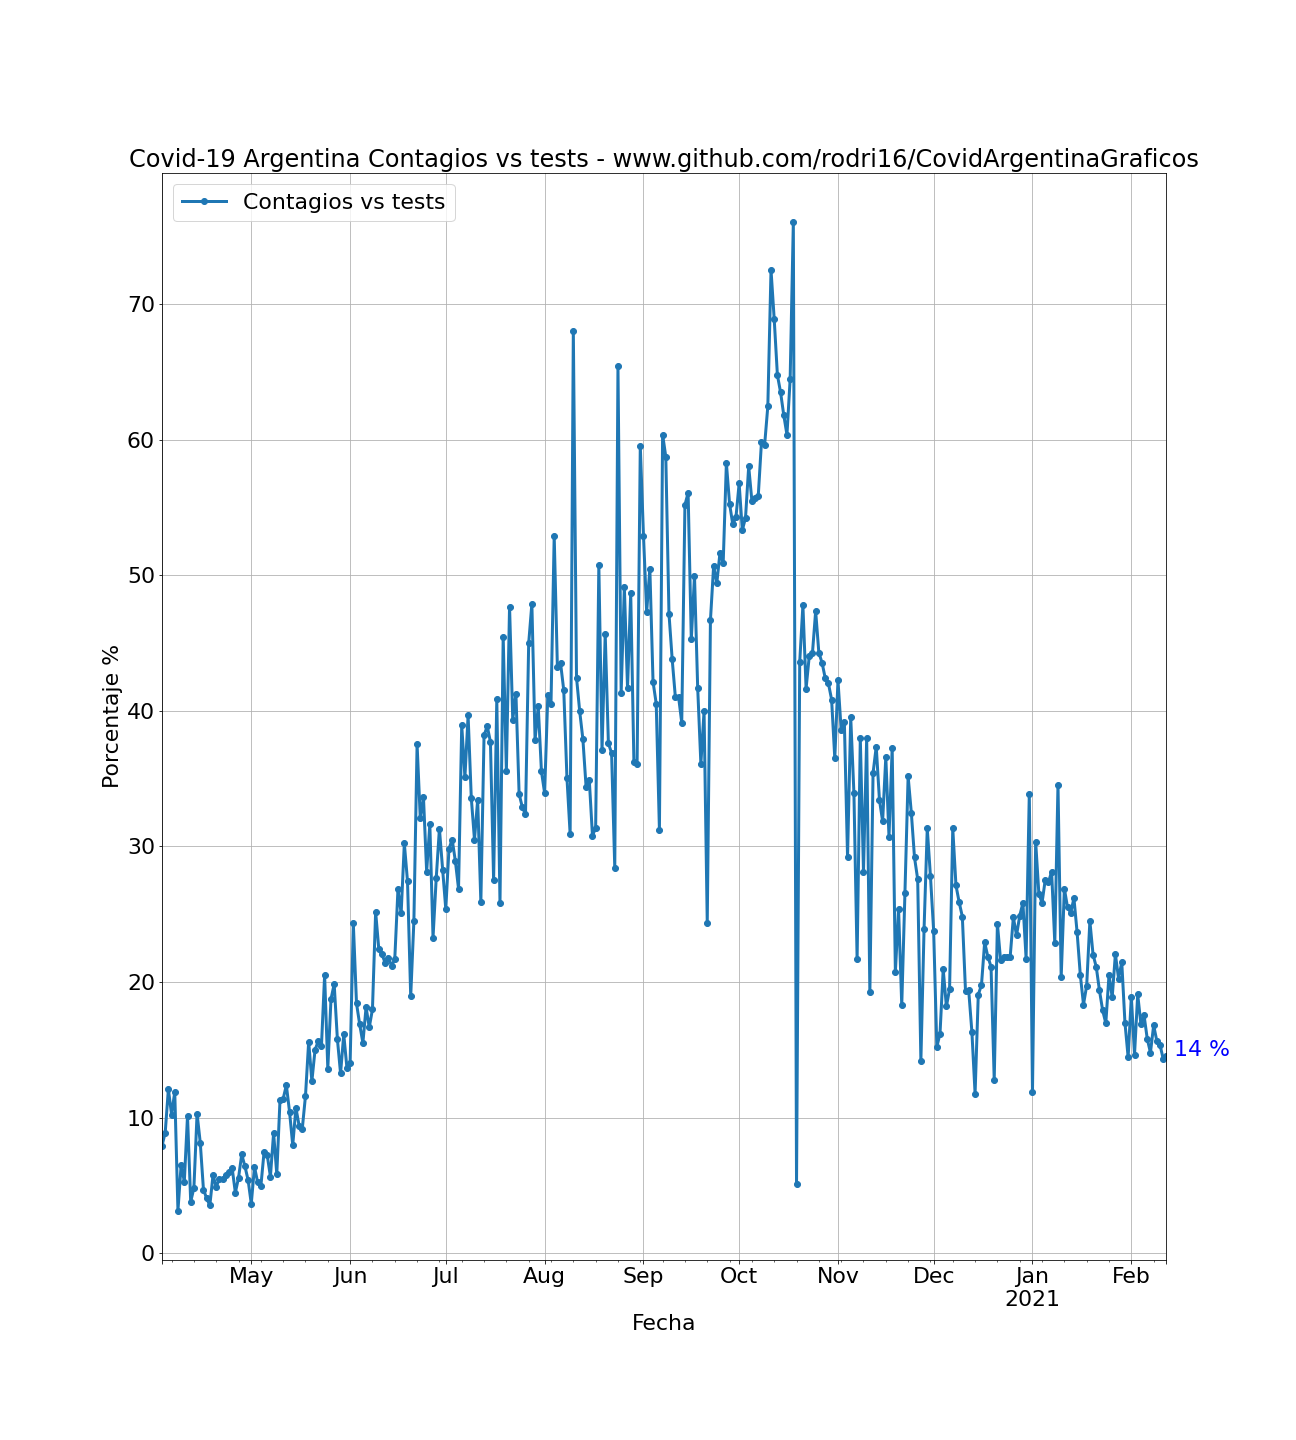 Covid-19 Argentina Contagios vs tests - www.github.com/rodri16/CovidArgentinaGraficos
Contagios vs tests
70
60
50
40
30
20
10
0
Porcentaje %
14 %
May Jun Jul Aug Sep Oct Nov Dec Jan Feb
2021
Fecha